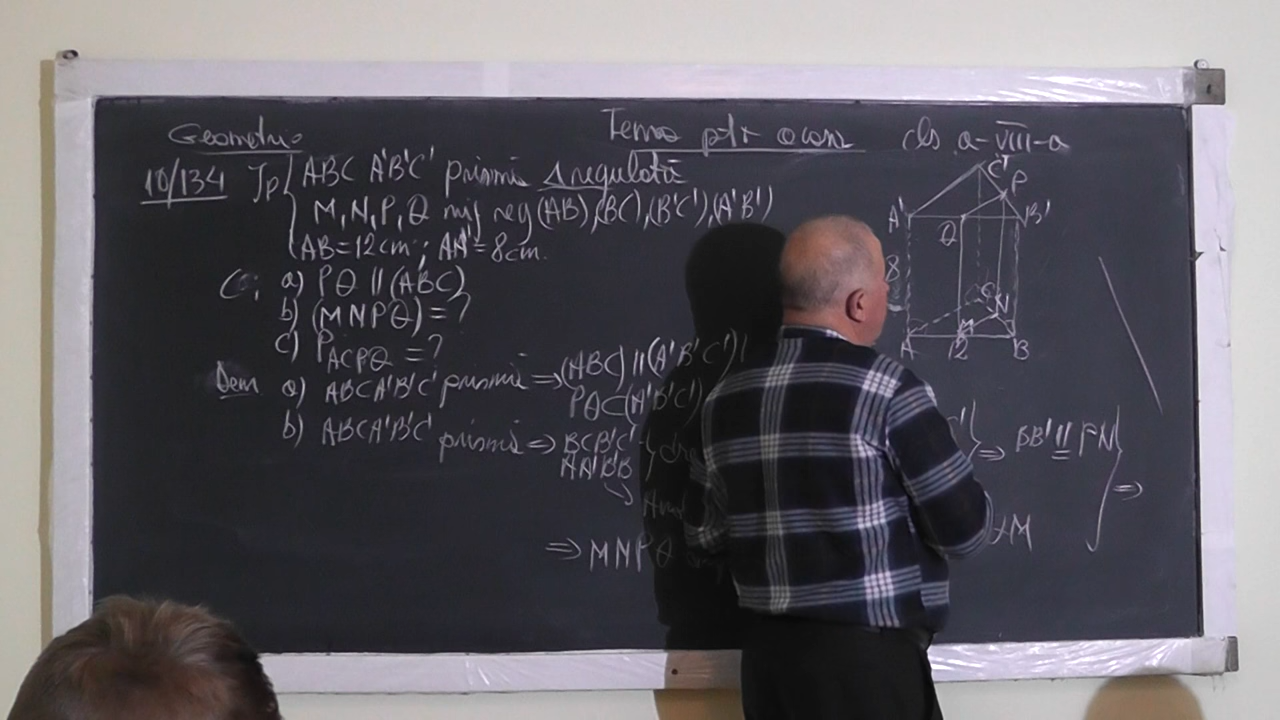 Geometrie
Tema ptr acasă cls a-VIII-a
10/134 Ip { ABC A'B'C' prismă Δ regulată
M, N, P, Q mij seg (AB), (BC), (B'C'), (A'B')
AB = 12 cm ; AA' = 8 cm.
a) PQ || (ABC)
b) (MNPQ) = ?
c) P ACPQ = ?
Dem a) ABCA'B'C' prismă ⇒ (ABC) || (A'B'C')
PQ ⊂ (A'B'C')
b) ABCA'B'C' prismă ⇒ BCB'C' ⇒ BB' || PN } ⇒
AA'B'B
⇒ MNPQ
C'
P
A'
B'
Q
8
C
N
M
A
12
B